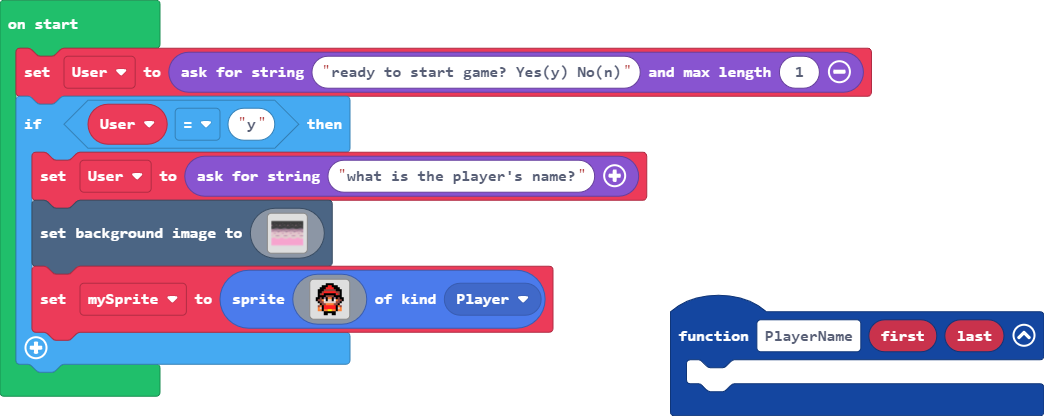 on start
set User to ask for string "ready to start game? Yes(y) No(n)" and max length 1
if User = "y" then
set User to ask for string "what is the player's name?"
set background image to
set mySprite to sprite of kind Player
function PlayerName first last